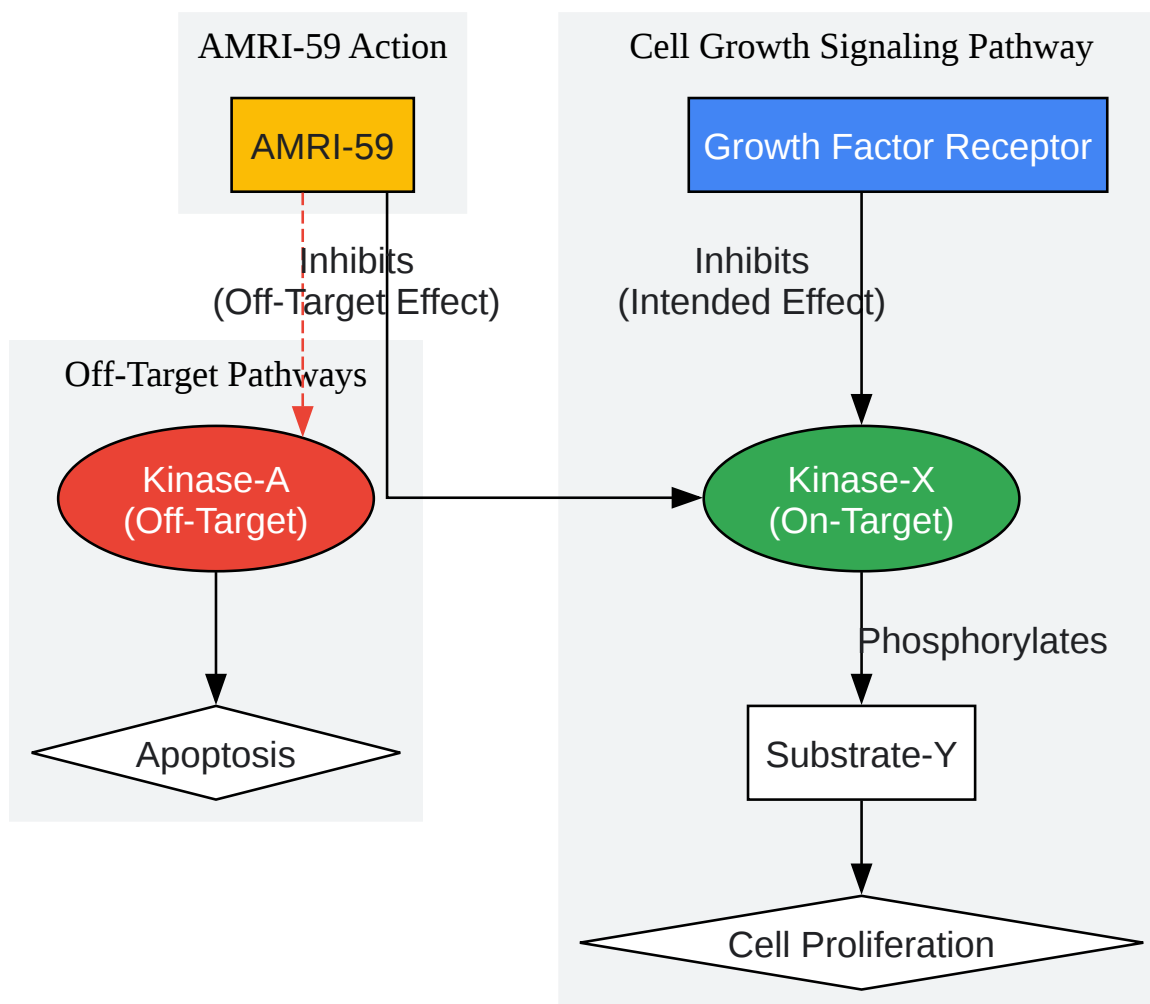 AMRI-59 Action
AMRI-59
Cell Growth Signaling Pathway
Growth Factor Receptor
Inhibits
(Off-Target Effect)
Inhibits
(Intended Effect)
Off-Target Pathways
Kinase-A
(Off-Target)
Kinase-X
(On-Target)
Phosphorylates
Apoptosis
Substrate-Y
Cell Proliferation